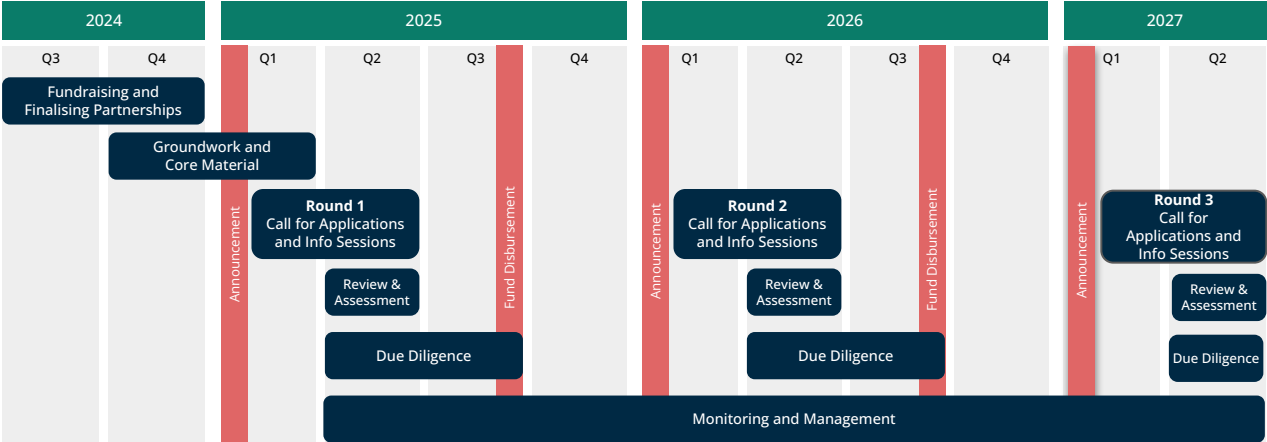 2024
2025
2026
2027
Q3
Q4
Q1
Q2
Q3
Q4
Q1
Q2
Q3
Q4
Q1
Q2
Fundraising and
Finalising Partnerships
Groundwork and
Core Material
Announcement
Round 1
Call for Applications
and Info Sessions
Review &
Assessment
Due Diligence
Fund Disbursement
Announcement
Round 2
Call for Applications
and Info Sessions
Review &
Assessment
Due Diligence
Fund Disbursement
Announcement
Round 3
Call for
Applications and
Info Sessions
Review &
Assessment
Due Diligence
Monitoring and Management